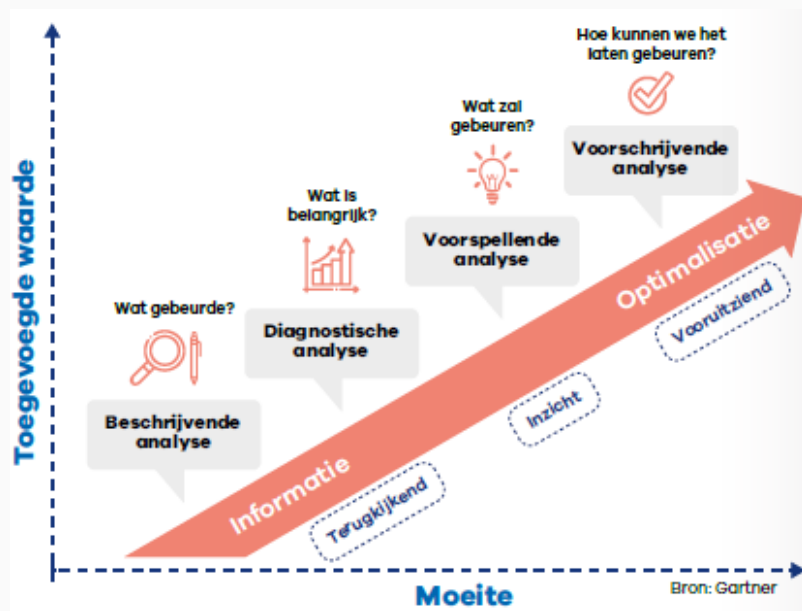 Hoe kunnen we het
laten gebeuren?
Wat zal
gebeuren?
Voorschrijvende
analyse
Wat is
belangrijk?
Voorspellende
analyse
Wat gebeurde?
Diagnostische
analyse
Beschrijvende
analyse
Toegevoegde waarde
Informatie
Optimalisatie
Terugkijkend
Inzicht
Vooruitziend
Moeite
Bron: Gartner